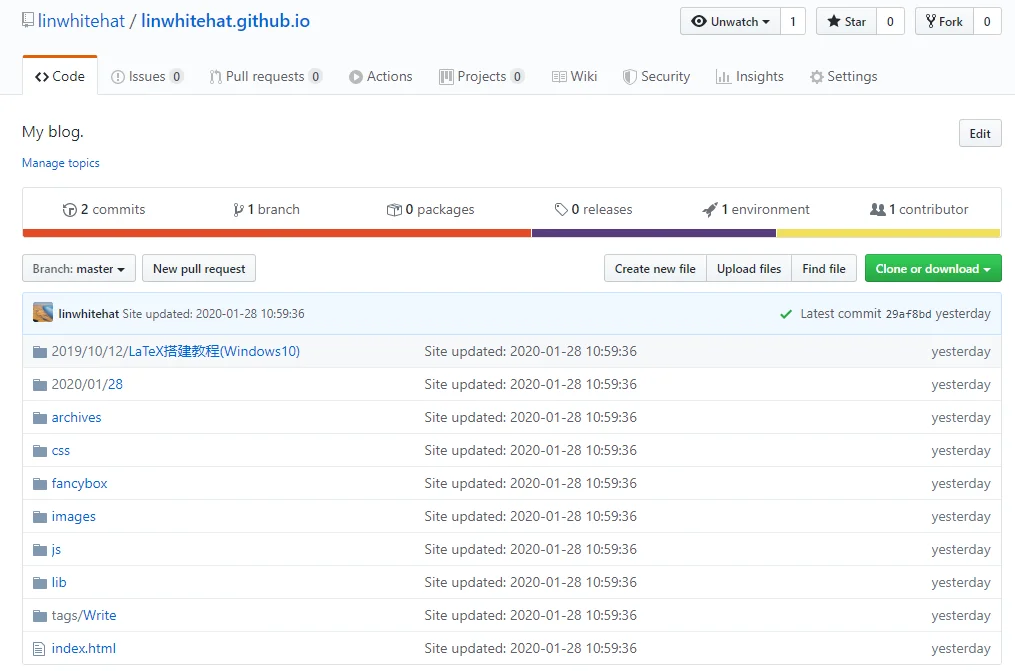 linwhitehat / linwhitehat.github.io Unwatch 1 Star 0 Fork 0
Code Issues 0 Pull requests 0 Actions Projects 0 Wiki Security Insights Settings
My blog. Edit
Manage topics
2 commits 1 branch 0 packages 0 releases 1 environment 1 contributor
Branch: master New pull request Create new file Upload files Find file Clone or download
linwhitehat Site updated: 2020-01-28 10:59:36 Latest commit 29af8bd yesterday
2019/10/12/LaTeX搭建教程(Windows10) Site updated: 2020-01-28 10:59:36 yesterday
2020/01/28 Site updated: 2020-01-28 10:59:36 yesterday
archives Site updated: 2020-01-28 10:59:36 yesterday
css Site updated: 2020-01-28 10:59:36 yesterday
fancybox Site updated: 2020-01-28 10:59:36 yesterday
images Site updated: 2020-01-28 10:59:36 yesterday
js Site updated: 2020-01-28 10:59:36 yesterday
lib Site updated: 2020-01-28 10:59:36 yesterday
tags/Write Site updated: 2020-01-28 10:59:36 yesterday
index.html Site updated: 2020-01-28 10:59:36 yesterday